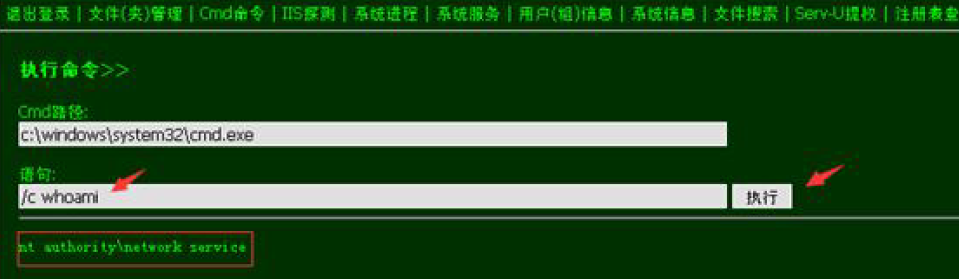 退出登录 | 文件(夹)管理 | Cmd命令 | IIS探测 | 系统进程 | 系统服务 | 用户(组)信息 | 系统信息 | 文件搜索 | Serv-U提权 | 注册表查
执行命令>>
Cmd路径:
c:\windows\system32\cmd.exe
语句:
/c whoami 执行
nt authority\network service